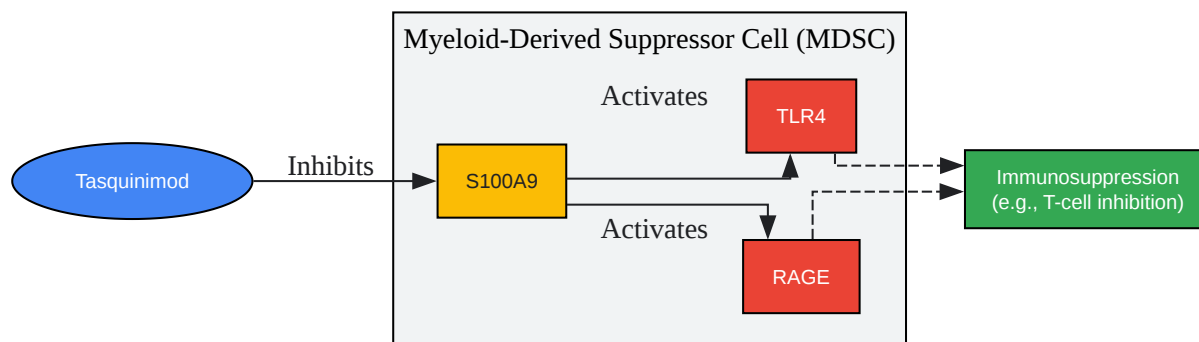 Myeloid-Derived Suppressor Cell (MDSC)
Activates
TLR4
Tasquinimod
Inhibits
S100A9
Immunosuppression
(e.g., T-cell inhibition)
Activates
RAGE